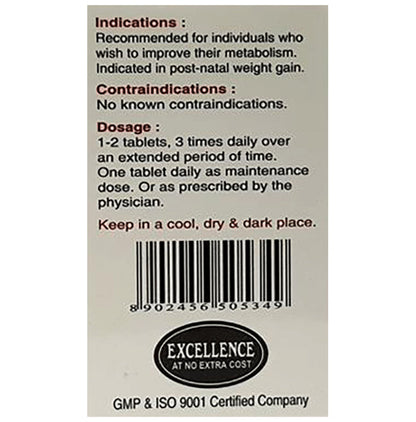 Indications :
Recommended for individuals who
wish to improve their metabolism.
Indicated in post-natal weight gain.
Contraindications :
No known contraindications.
Dosage :
1-2 tablets, 3 times daily over
an extended period of time.
One tablet daily as maintenance
dose. Or as prescribed by the
physician.
Keep in a cool, dry & dark place.
8 902456 505349
EXCELLENCE
AT NO EXTRA COST
GMP & ISO 9001 Certified Company